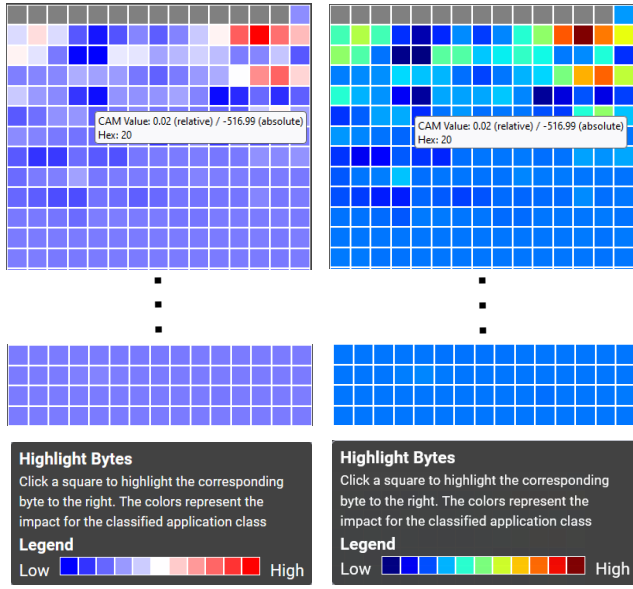 CAM Value: 0.02 (relative) / -516.99 (absolute)
Hex: 20
CAM Value: 0.02 (relative) / -516.99 (absolute)
Hex: 20
Highlight Bytes
Click a square to highlight the corresponding
byte to the right. The colors represent the
impact for the classified application class
Legend
Low High
Highlight Bytes
Click a square to highlight the corresponding
byte to the right. The colors represent the
impact for the classified application class
Legend
Low High